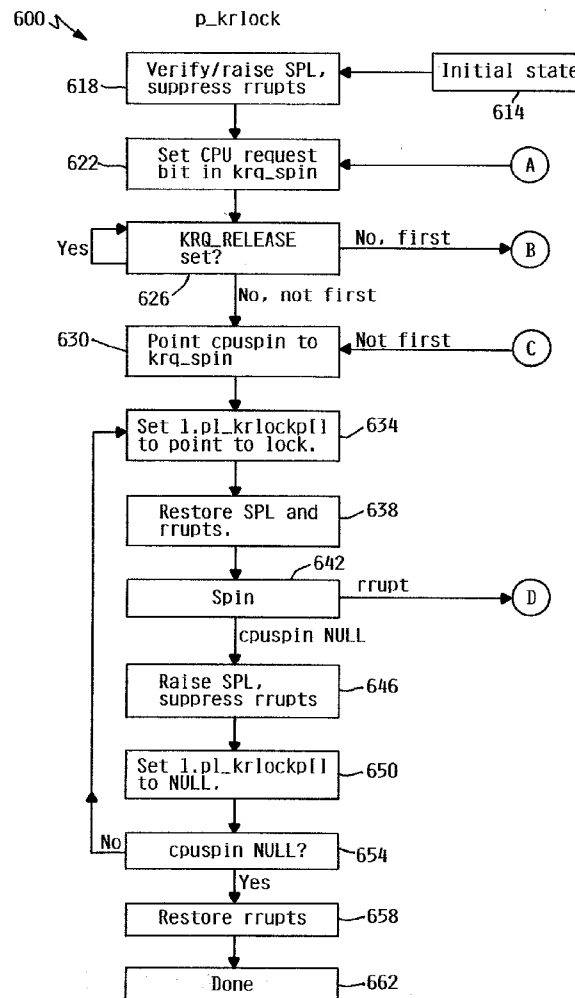 600
p_krlock
Verify/raise SPL,
suppress rrupts
618
Initial state
614
Set CPU request
bit in krq_spin
622
A
KRQ_RELEASE
set?
Yes
626
No, first
B
No, not first
630
Point cpuspin to
krq_spin
Not first
C
Set l.pl_krlockp[]
to point to lock.
634
Restore SPL and
rrupts.
638
642
Spin
rrupt
D
cpuspin NULL
Raise SPL,
suppress rrupts
646
Set l.pl_krlockp[]
to NULL.
650
No
cpuspin NULL?
654
Yes
Restore rrupts
658
Done
662